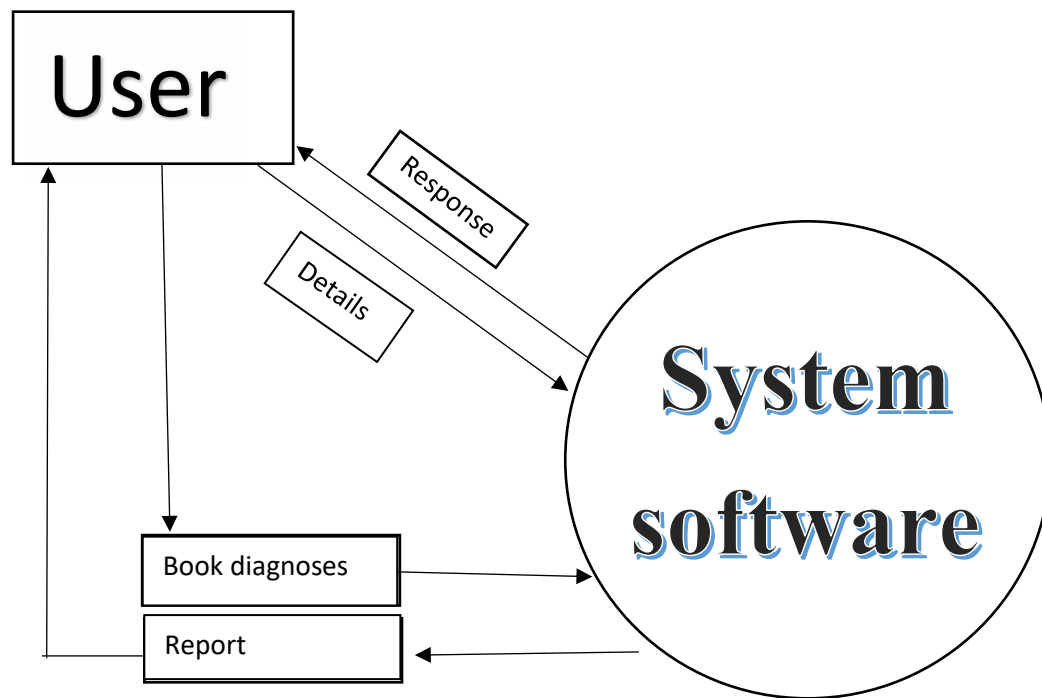 User
Response
Details
System
software
Book diagnoses
Report